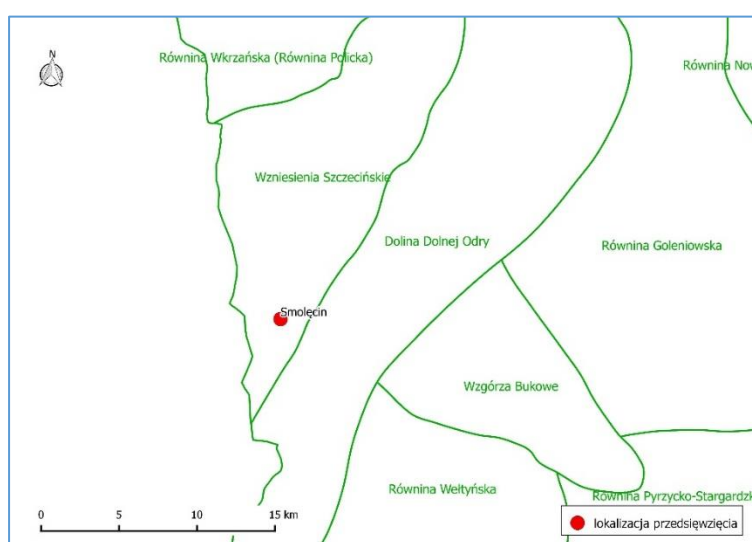 N
Równina Wkrzańska (Równina Policka)
Równina Now
Wzniesienia Szczecińskie
Dolina Dolnej Odry
Równina Goleniowska
Smolęcin
Wzgórza Bukowe
Równina Wełtyńska
Równina Pyrzycko-Stargardzk
0 5 10 15 km
lokalizacja przedsięwzięcia